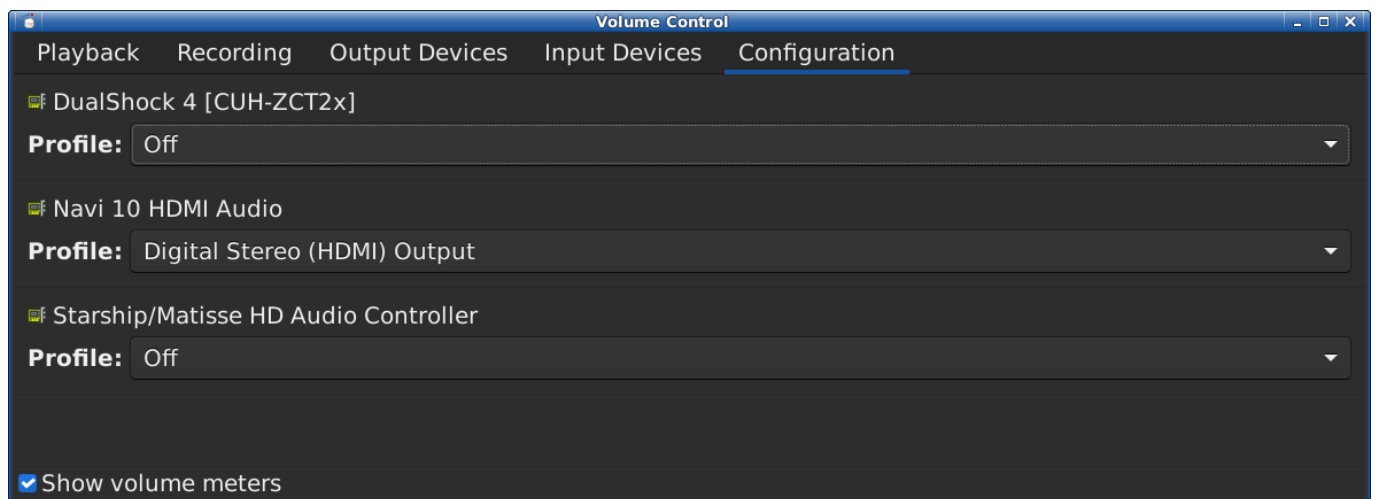 Volume Control
Playback Recording Output Devices Input Devices Configuration
DualShock 4 [CUH-ZCT2x]
Profile: Off
Navi 10 HDMI Audio
Profile: Digital Stereo (HDMI) Output
Starship/Matisse HD Audio Controller
Profile: Off
Show volume meters